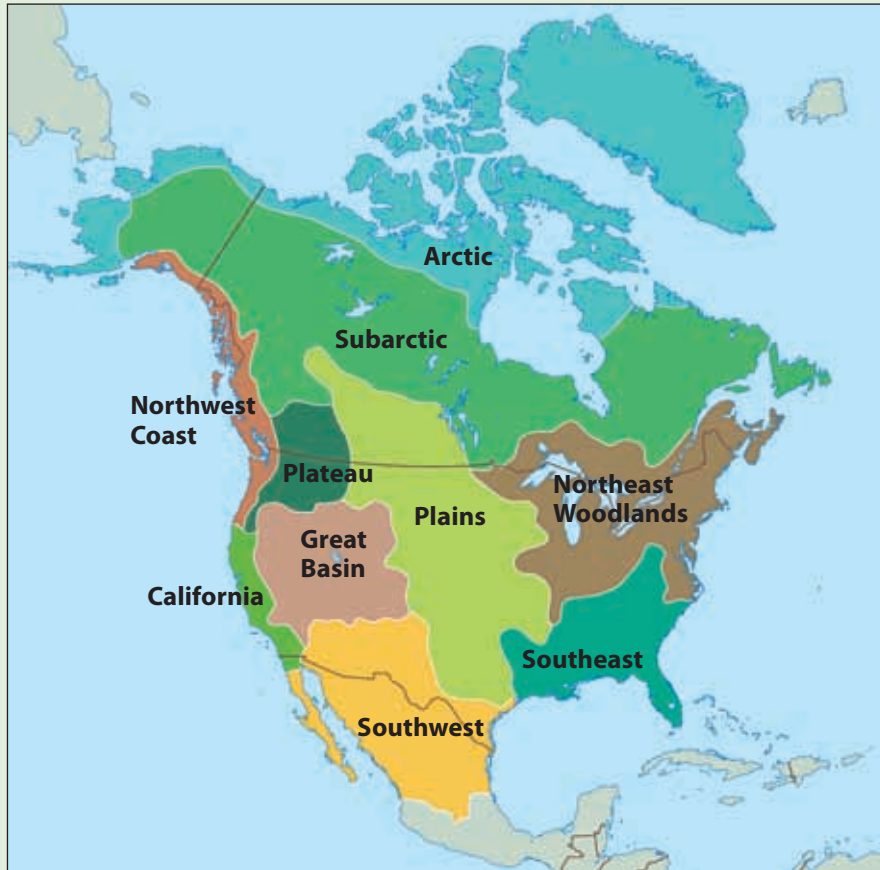 Arctic
Subarctic
Northwest
Coast
Plateau
Plains
Northeast
Woodlands
Great
Basin
California
Southeast
Southwest